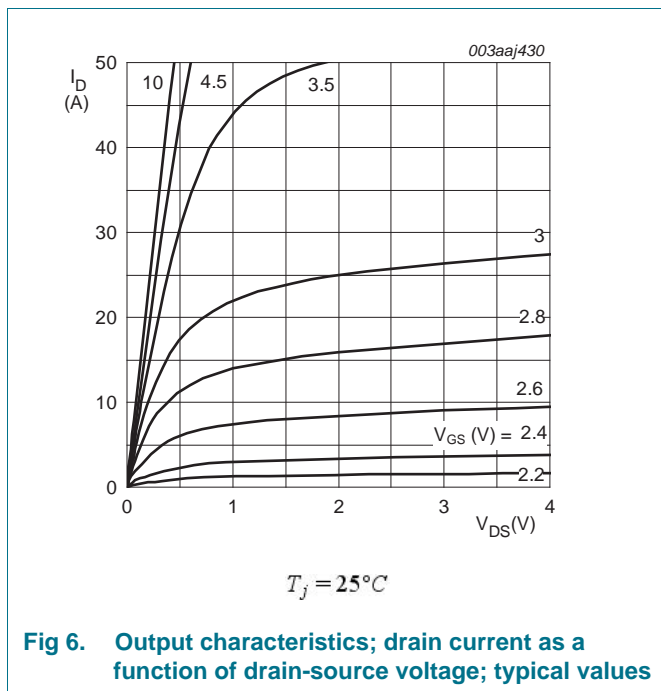 003aaj430
50
I_D
(A)
10
4.5
3.5
40
30
3
20
2.8
2.6
10
V_GS (V) = 2.4
2.2
0
0
1
2
3
4
V_DS(V)
T_j = 25°C
Fig 6. Output characteristics; drain current as a
function of drain-source voltage; typical values